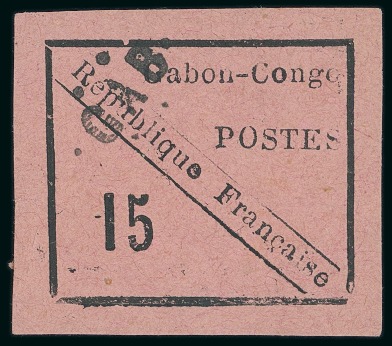 Gabon-Congo
POSTES
République Française
15